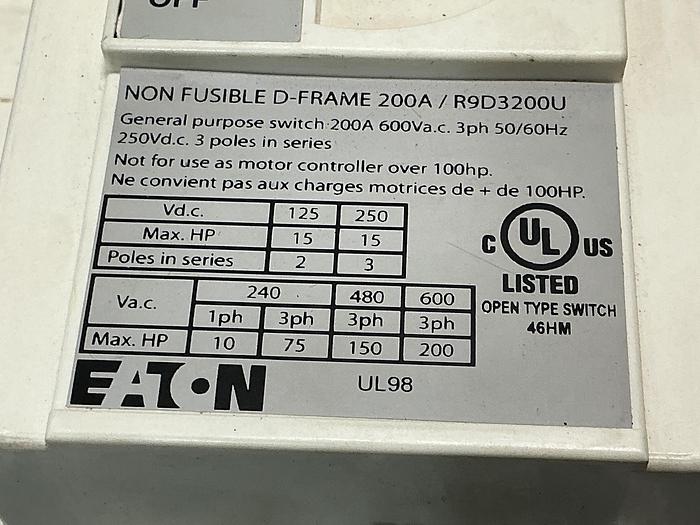 OFF
NON FUSIBLE D-FRAME 200A / R9D3200U
General purpose switch 200A 600Va.c. 3ph 50/60Hz
250Vd.c. 3 poles in series
Not for use as motor controller over 100hp.
Ne convient pas aux charges motrices de + de 100HP.
Vd.c. 125 250
Max. HP 15 15
Poles in series 2 3
C UL US
LISTED
OPEN TYPE SWITCH
46HM
Va.c. 240 480 600
1ph 3ph 3ph 3ph
Max. HP 10 75 150 200
EATON
UL98